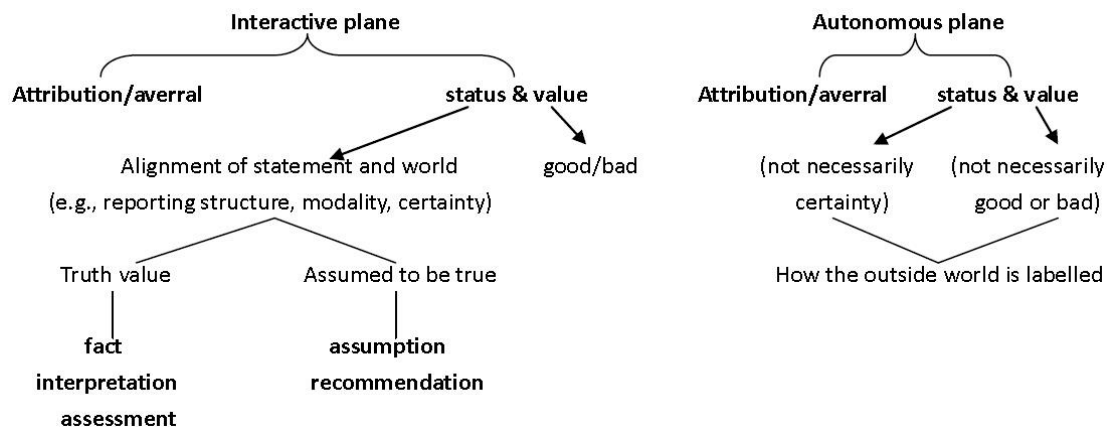 Interactive plane
Autonomous plane
Attribution/averral
status & value
Attribution/averral
status & value
Alignment of statement and world
(e.g., reporting structure, modality, certainty)
good/bad
(not necessarily
certainty)
(not necessarily
good or bad)
Truth value
Assumed to be true
How the outside world is labelled
fact
interpretation
assessment
assumption
recommendation